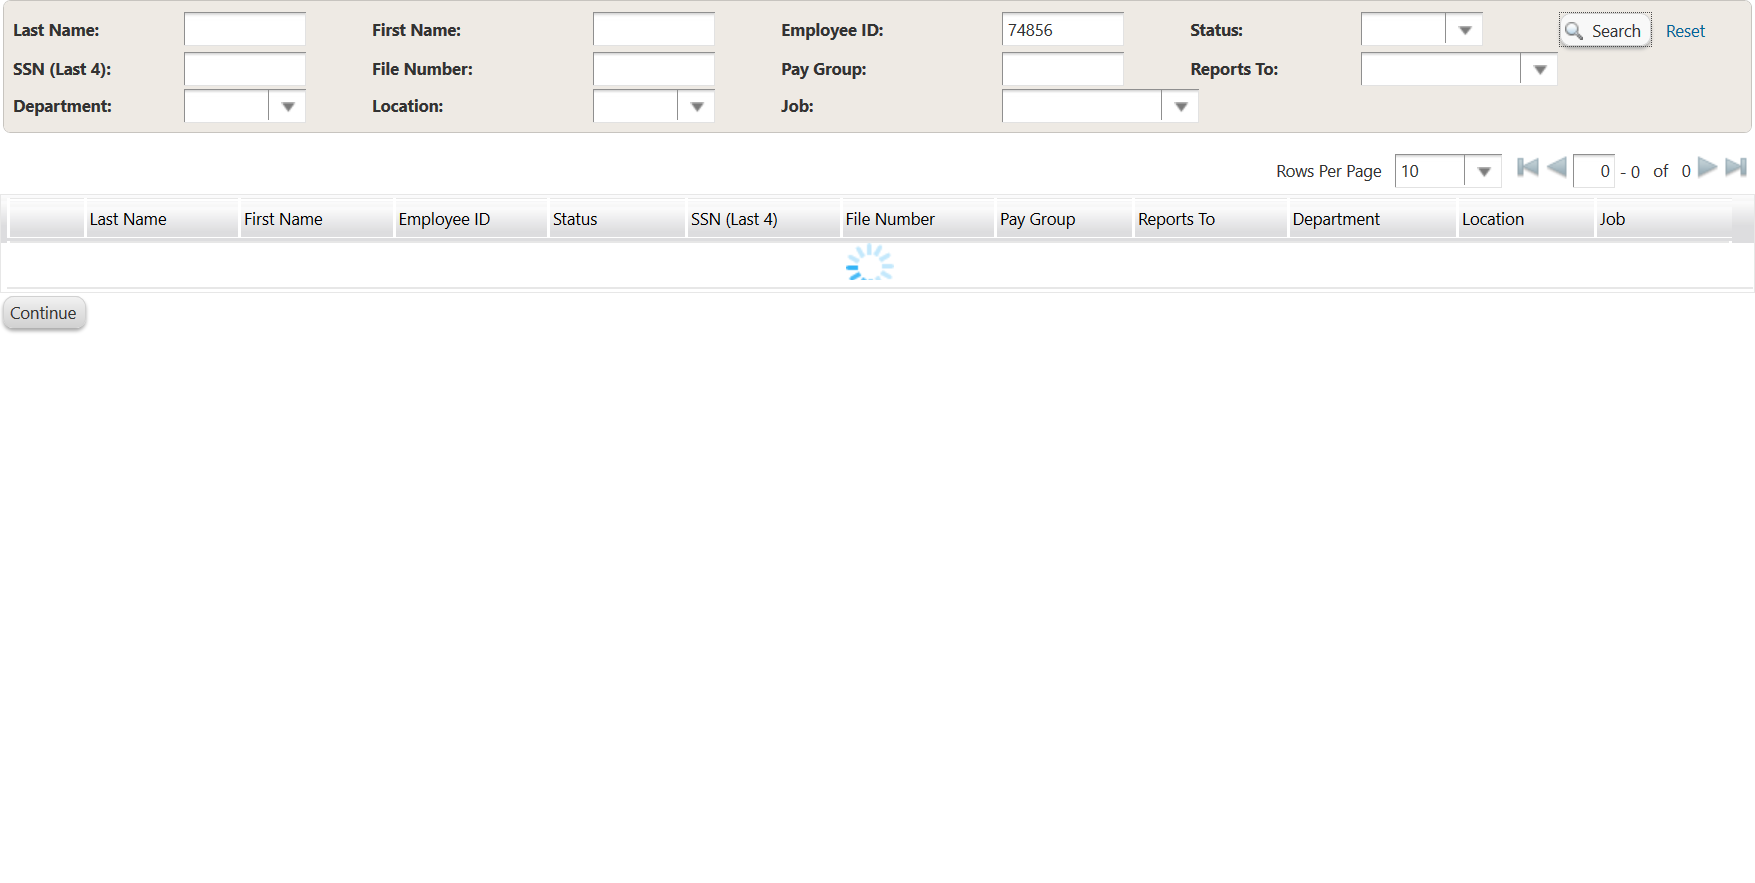 Last Name: First Name: Employee ID: 74856 Status: Search Reset
SSN (Last 4): File Number: Pay Group: Reports To:
Department: Location: Job:
Rows Per Page 10 0 - 0 of 0
Last Name First Name Employee ID Status SSN (Last 4) File Number Pay Group Reports To Department Location Job
Continue